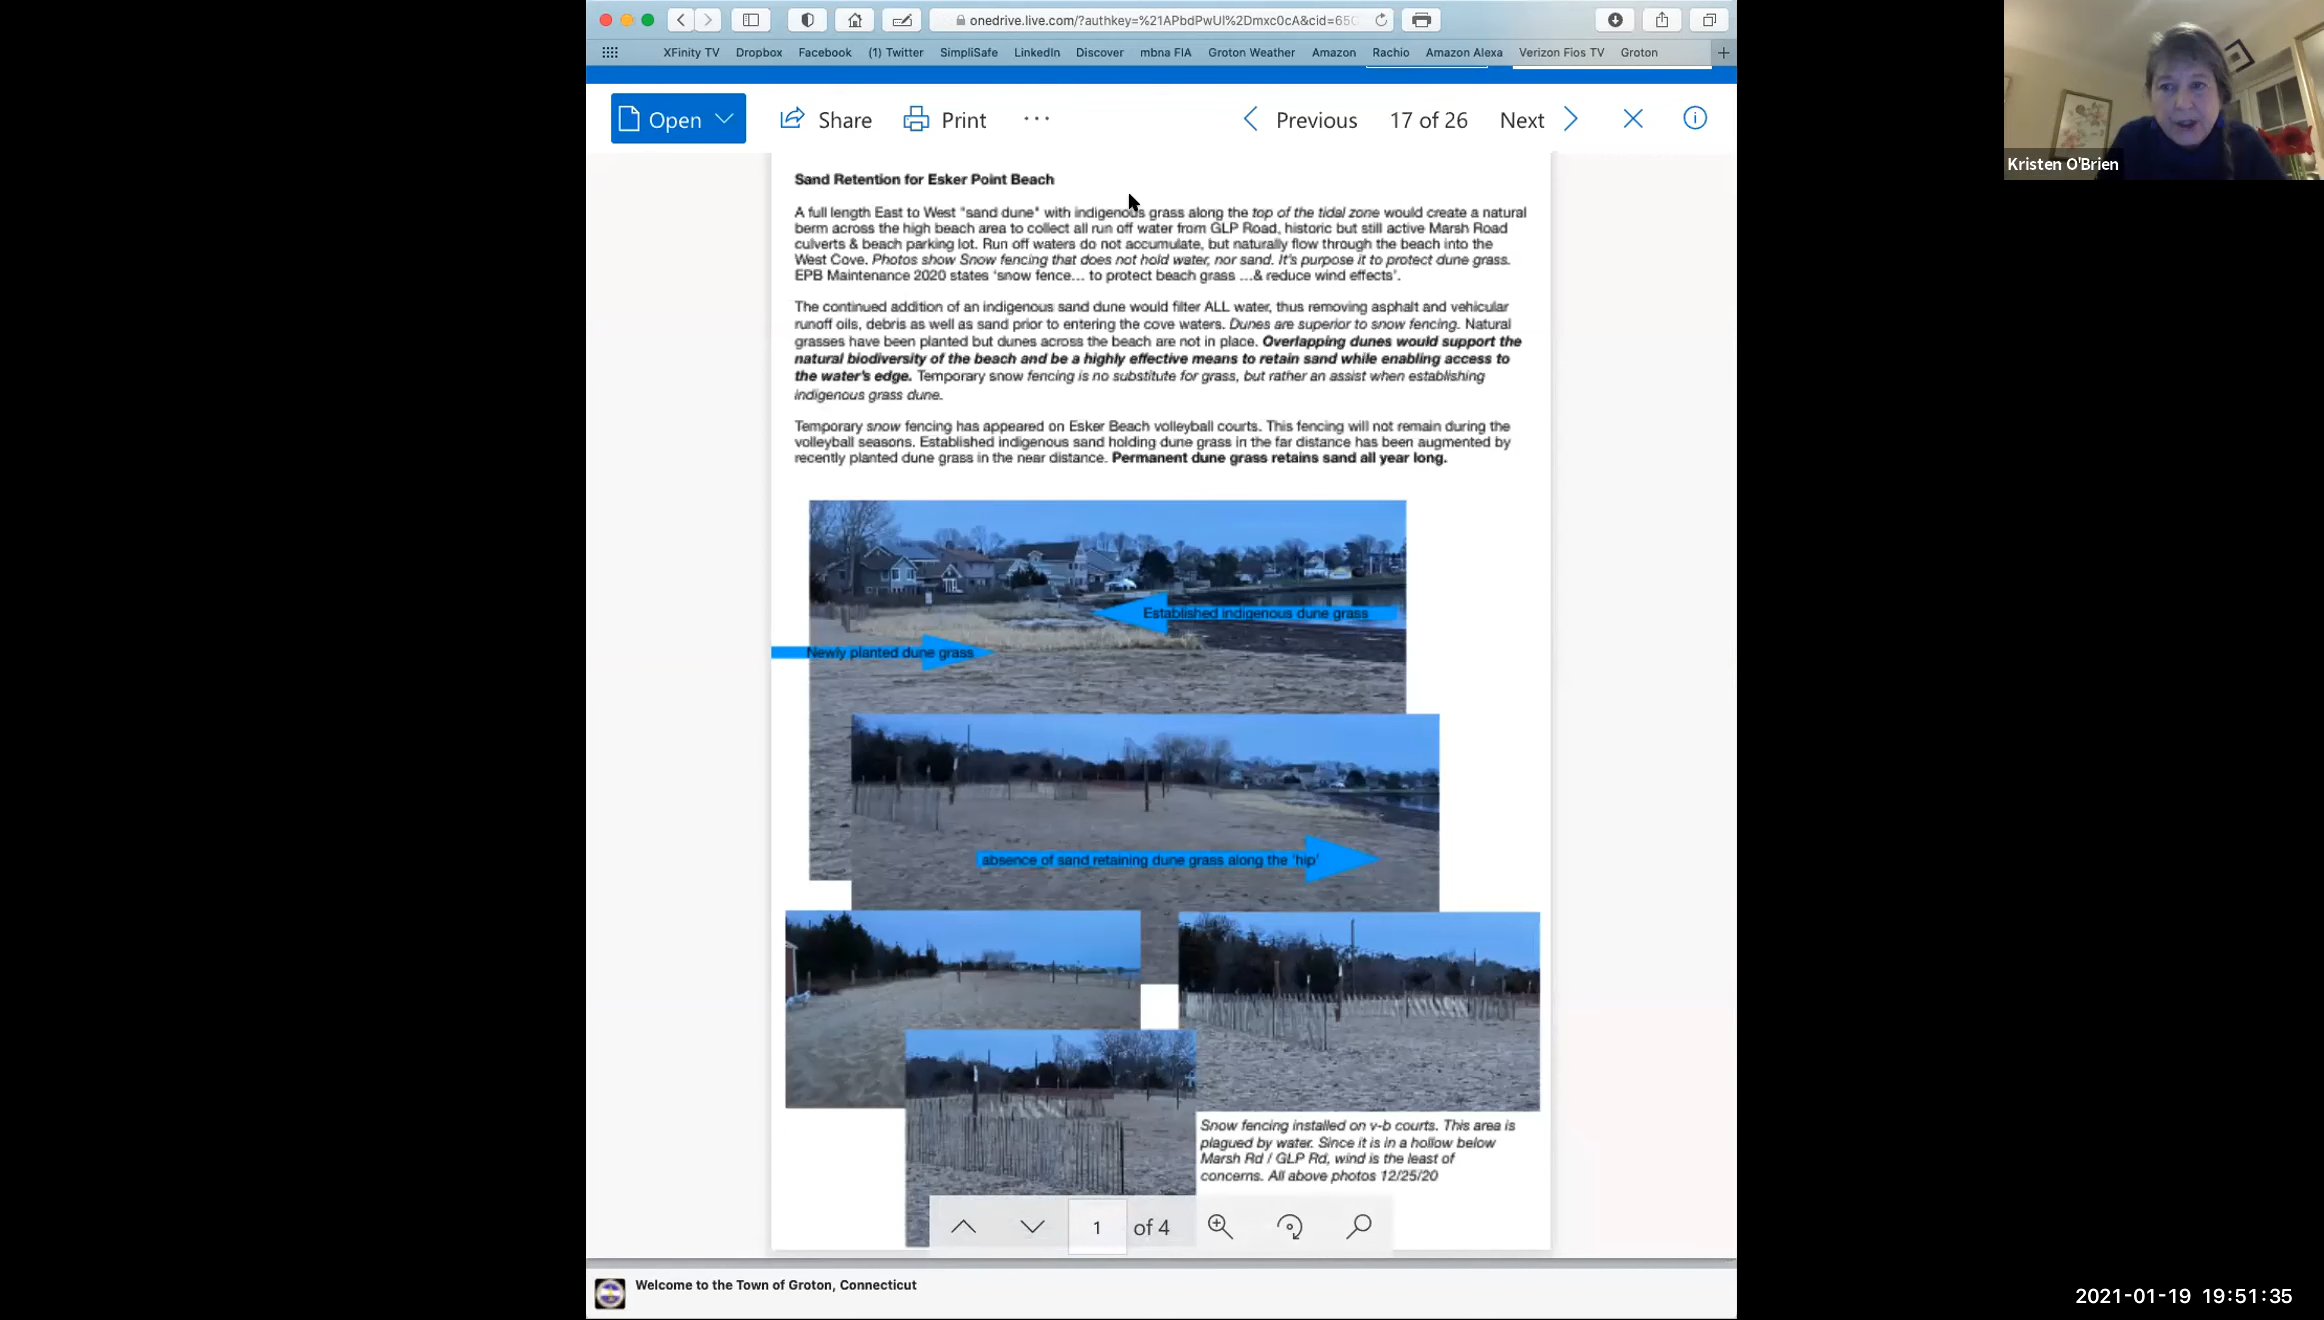 onedrive.live.com/?authkey=%21APbdPwUI%2Dmxc0cA&cid=650
XFinity TV Dropbox Facebook (1) Twitter SimpliSafe LinkedIn Discover mbna FIA Groton Weather Amazon Rachio Amazon Alexa Verizon Fios TV Groton
Kristen O'Brien
Open Share Print ··· Previous 17 of 26 Next
Sand Retention for Esker Point Beach
A full length East to West "sand dune" with indigenous grass along the top of the tidal zone would create a natural
berm across the high beach area to collect all run off water from GLP Road, historic but still active Marsh Road
culverts & beach parking lot. Run off waters do not accumulate, but naturally flow through the beach into the
West Cove. Photos show Snow fencing that does not hold water, nor sand. It's purpose it to protect dune grass.
EPB Maintenance 2020 states 'snow fence... to protect beach grass ...& reduce wind effects'.
The continued addition of an indigenous sand dune would filter ALL water, thus removing asphalt and vehicular
runoff oils, debris as well as sand prior to entering the cove waters. Dunes are superior to snow fencing. Natural
grasses have been planted but dunes across the beach are not in place. Overlapping dunes would support the
natural biodiversity of the beach and be a highly effective means to retain sand while enabling access to
the water's edge. Temporary snow fencing is no substitute for grass, but rather an assist when establishing
indigenous grass dune.
Temporary snow fencing has appeared on Esker Beach volleyball courts. This fencing will not remain during the
volleyball seasons. Established indigenous sand holding dune grass in the far distance has been augmented by
recently planted dune grass in the near distance. Permanent dune grass retains sand all year long.
Established indigenous dune grass
Newly planted dune grass
absence of sand retaining dune grass along the 'hip'
Snow fencing installed on v-b courts. This area is
plagued by water. Since it is in a hollow below
Marsh Rd / GLP Rd, wind is the least of
concerns. All above photos 12/25/20
1 of 4
Welcome to the Town of Groton, Connecticut
2021-01-19 19:51:35